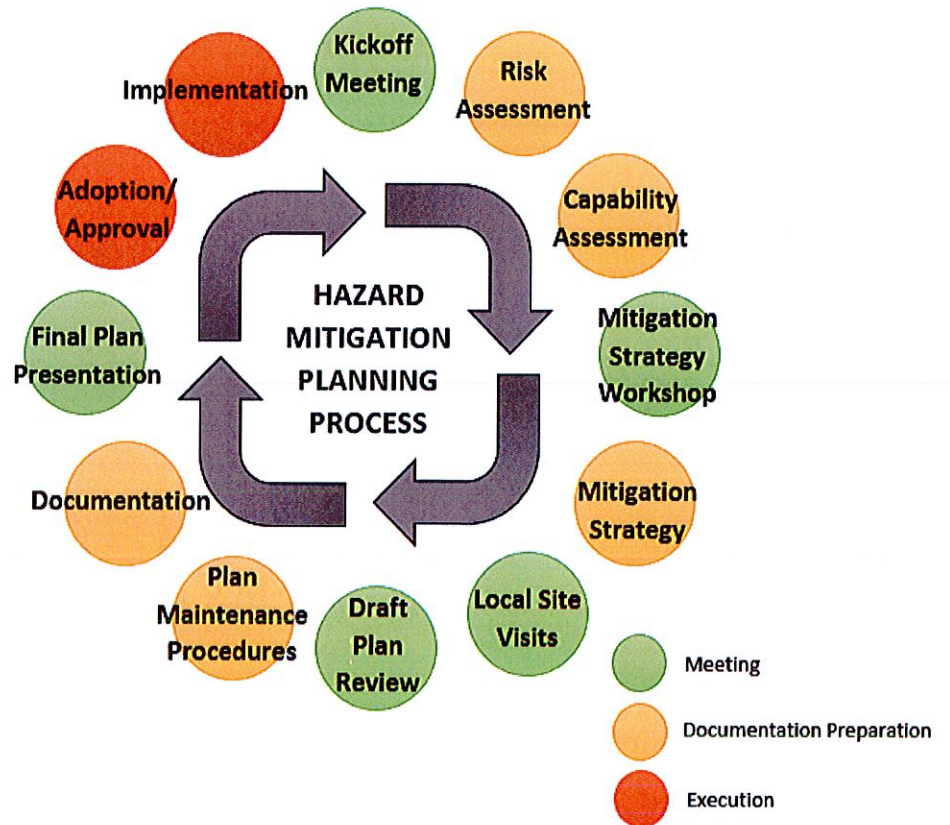 Kickoff
Meeting
Risk
Assessment
Capability
Assessment
Mitigation
Strategy
Workshop
Mitigation
Strategy
Local Site
Visits
Draft
Plan
Review
Plan
Maintenance
Procedures
Documentation
Final Plan
Presentation
Adoption/
Approval
Implementation
HAZARD
MITIGATION
PLANNING
PROCESS
Meeting
Documentation Preparation
Execution